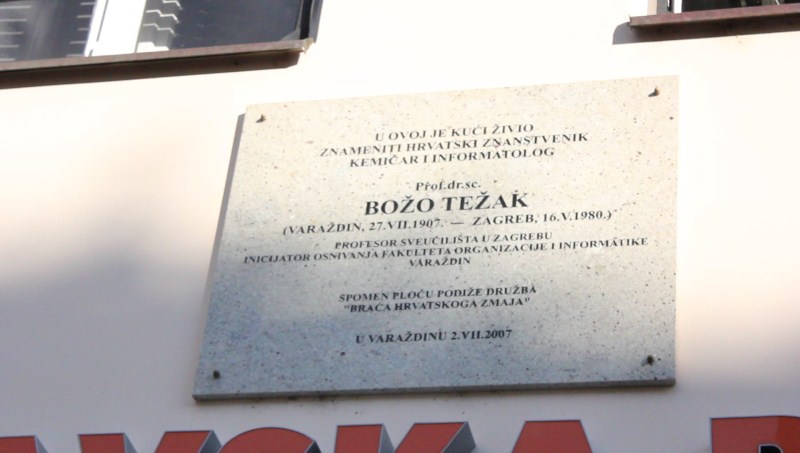 U OVOJ JE KUĆI ŽIVIO
ZNAMENITI HRVATSKI ZNANSTVENIK
KEMIČAR I INFORMATOLOG
Prof.dr.sc.
BOŽO TEŽAK
(VARAŽDIN, 27.VII.1907. — ZAGREB, 16.V.1980.)
PROFESOR SVEUČILIŠTA U ZAGREBU
INICIJATOR OSNIVANJA FAKULTETA ORGANIZACIJE I INFORMATIKE
VARAŽDIN
SPOMEN PLOČU PODIŽE DRUŽBA
"BRAĆA HRVATSKOGA ZMAJA"
U VARAŽDINU 2.VII.2007